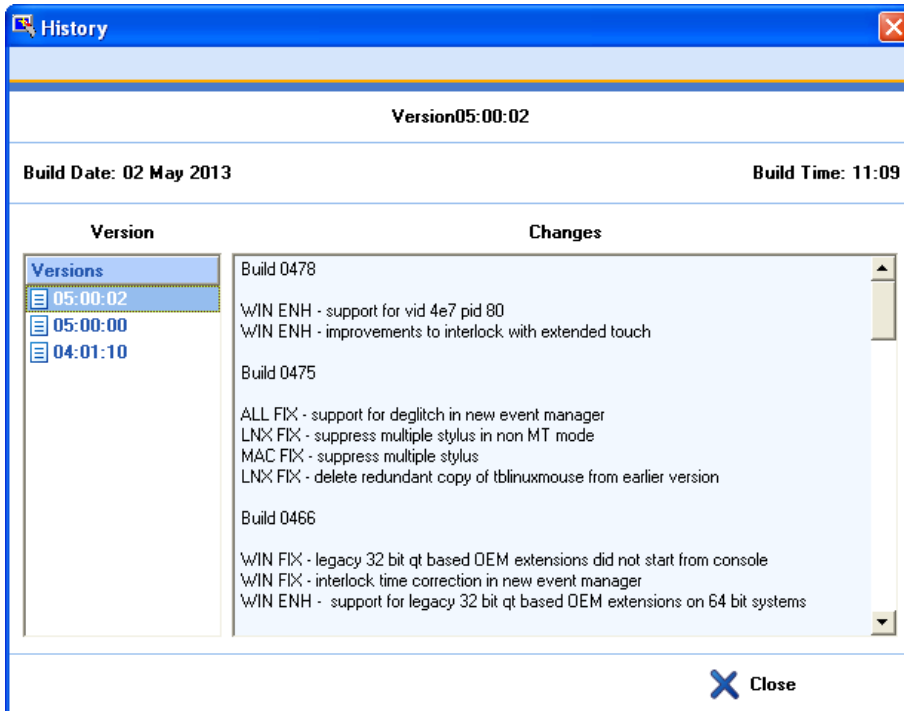 History
Version05:00:02
Build Date: 02 May 2013
Build Time: 11:09
Version
Changes
Versions
05:00:02
05:00:00
04:01:10
Build 0478
WIN ENH - support for vid 4e7 pid 80
WIN ENH - improvements to interlock with extended touch
Build 0475
ALL FIX - support for deglitch in new event manager
LNX FIX - suppress multiple stylus in non MT mode
MAC FIX - suppress multiple stylus
LNX FIX - delete redundant copy of tblinuxmouse from earlier version
Build 0466
WIN FIX - legacy 32 bit qt based OEM extensions did not start from console
WIN FIX - interlock time correction in new event manager
WIN ENH -  support for legacy 32 bit qt based OEM extensions on 64 bit systems
Close